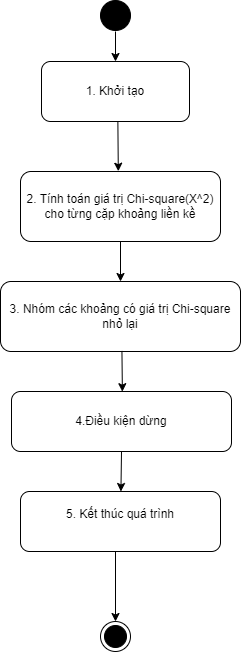 1. Khởi tạo
2. Tính toán giá trị Chi-square(X^2)
cho từng cặp khoảng liền kề
3. Nhóm các khoảng có giá trị Chi-square
nhỏ lại
4.Điều kiện dừng
5. Kết thúc quá trình